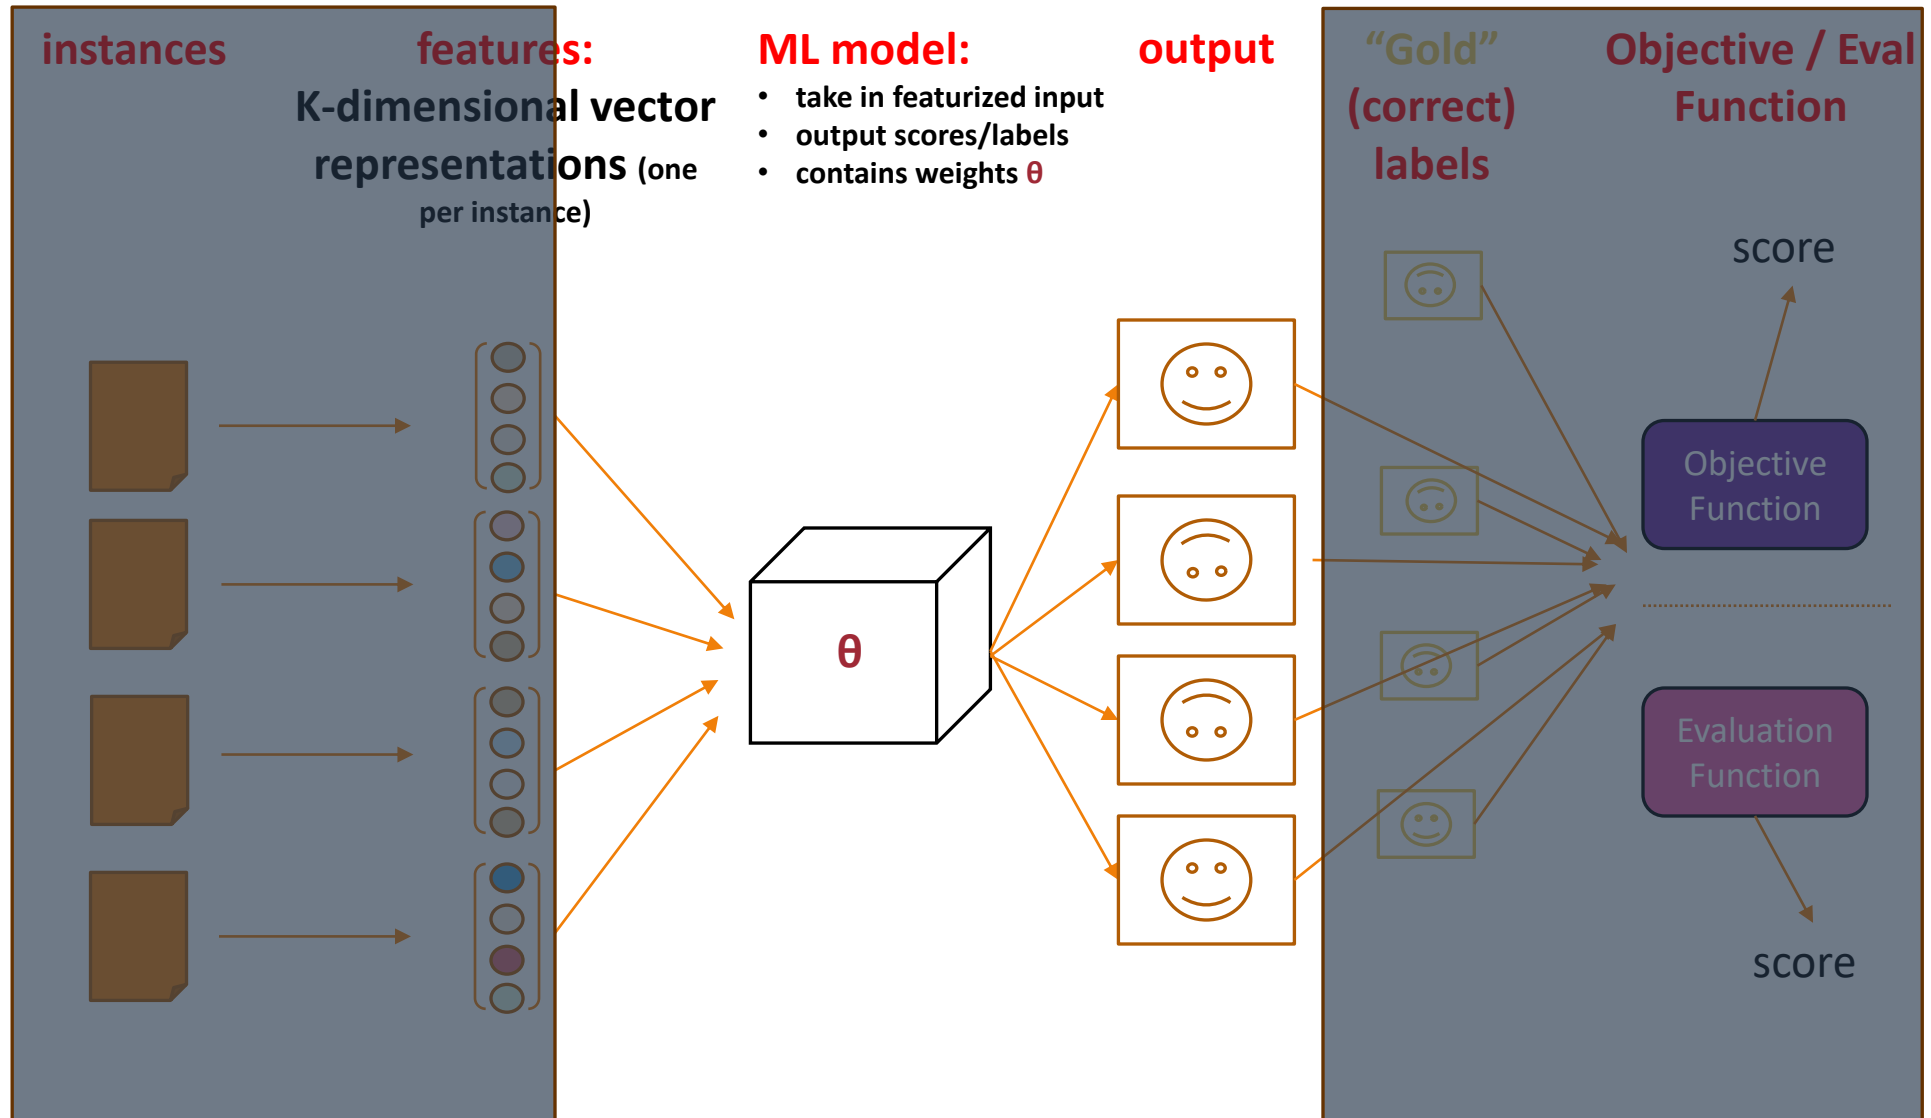 instances
features:
K-dimensional vector
representations (one
per instance)
ML model:
• take in featurized input
• output scores/labels
• contains weights θ
output
“Gold”
(correct)
labels
Objective / Eval
Function
score
Objective
Function
θ
Evaluation
Function
score